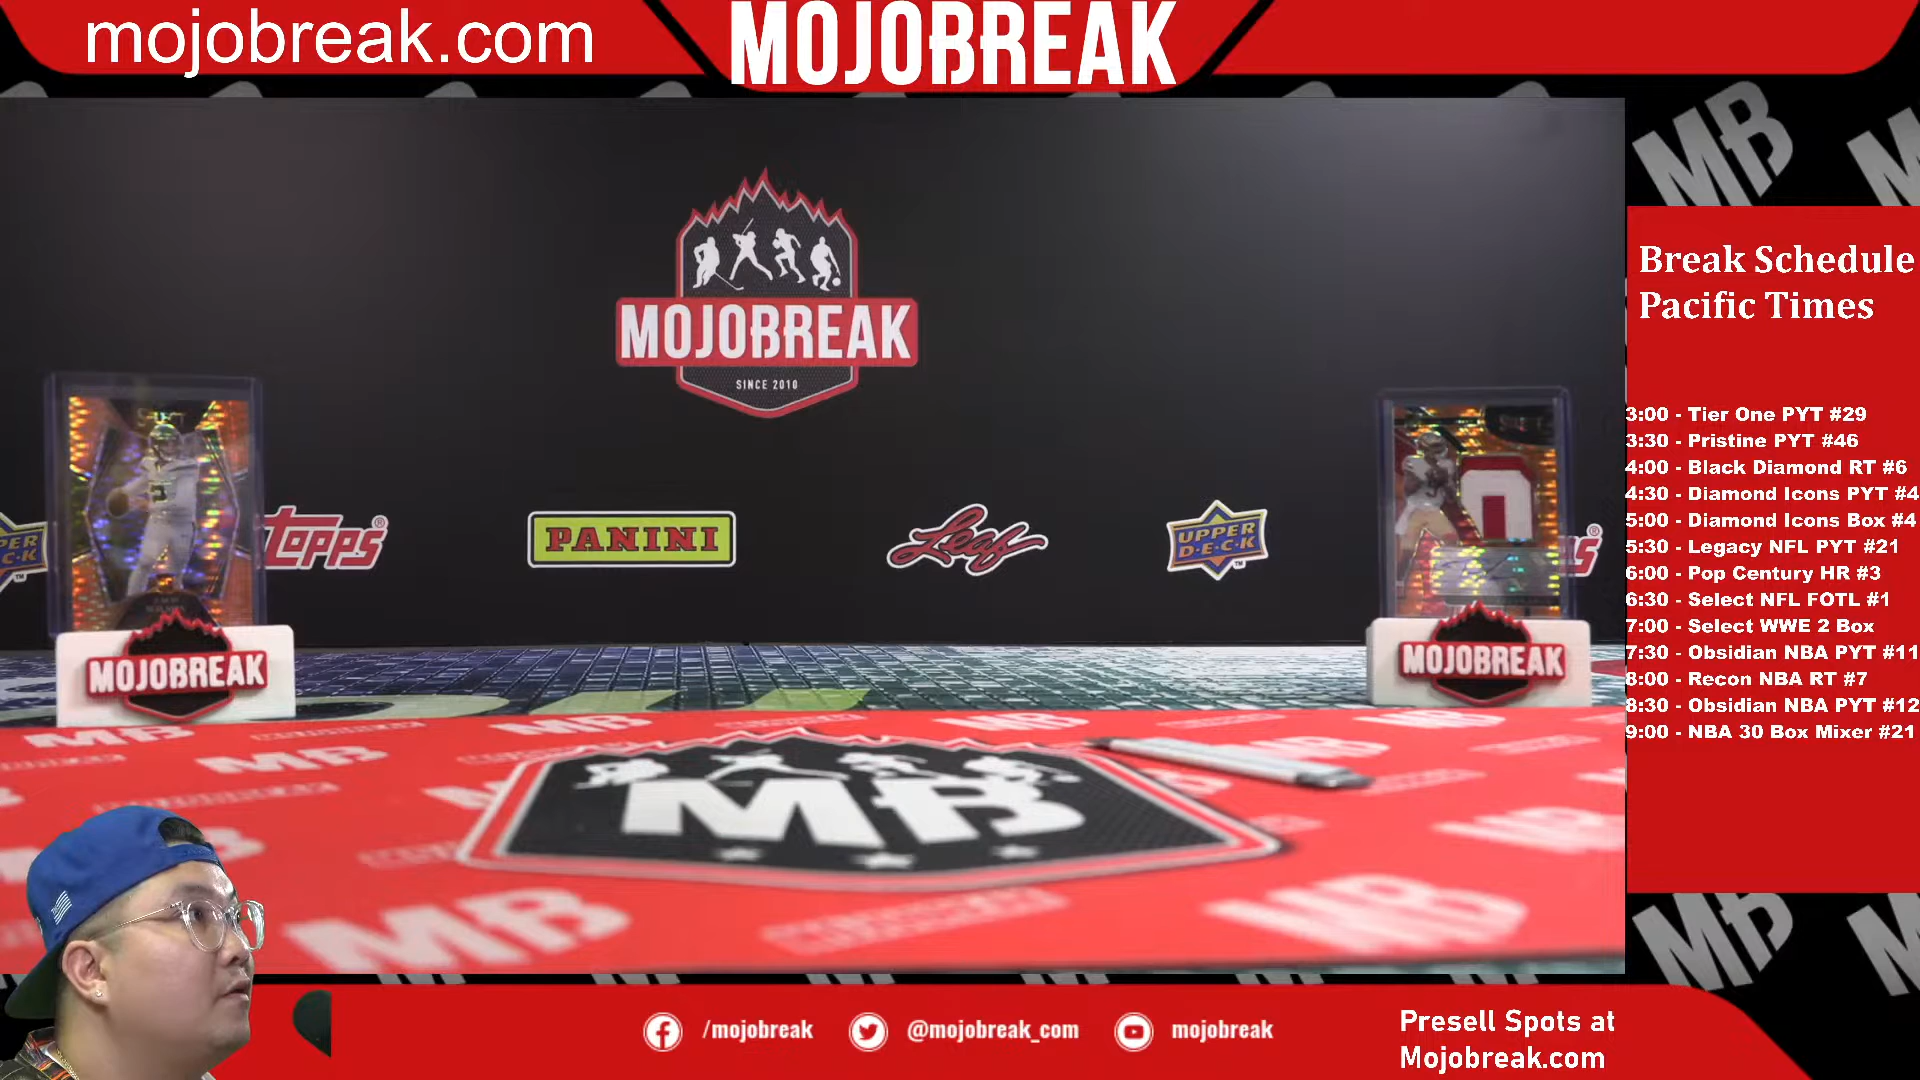 mojobreak.com
MOJOBREAK
MB
Break Schedule
Pacific Times
3:00 - Tier One PYT #29
3:30 - Pristine PYT #46
4:00 - Black Diamond RT #6
4:30 - Diamond Icons PYT #4
5:00 - Diamond Icons Box #4
5:30 - Legacy NFL PYT #21
6:00 - Pop Century HR #3
6:30 - Select NFL FOTL #1
7:00 - Select WWE 2 Box
7:30 - Obsidian NBA PYT #11
8:00 - Recon NBA RT #7
8:30 - Obsidian NBA PYT #12
9:00 - NBA 30 Box Mixer #21
MOJOBREAK
SINCE 2010
topps
PANINI
Leaf
UPPER
D·E·C·K
MOJOBREAK
MOJOBREAK
MB
MB
MB
MB
MB
/mojobreak
@mojobreak_com
mojobreak
Presell Spots at
Mojobreak.com